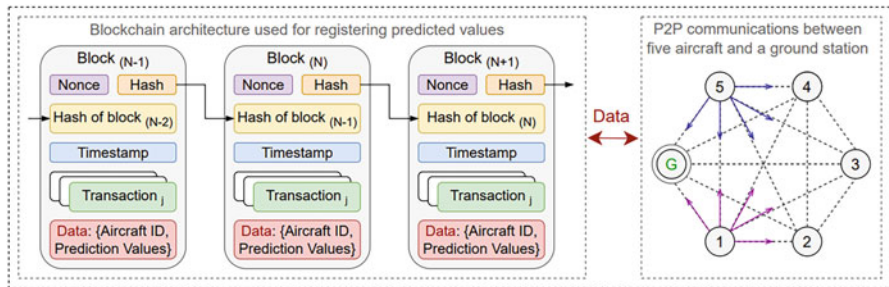 Blockchain architecture used for registering predicted values
Block (N-1)
Nonce
Hash
Hash of block (N-2)
Timestamp
Transaction j
Data: {Aircraft ID,
Prediction Values}
Block (N)
Nonce
Hash
Hash of block (N-1)
Timestamp
Transaction j
Data: {Aircraft ID,
Prediction Values}
Block (N+1)
Nonce
Hash
Hash of block (N)
Timestamp
Transaction j
Data: {Aircraft ID,
Prediction Values}
Data
P2P communications between
five aircraft and a ground station
5
4
G
3
1
2